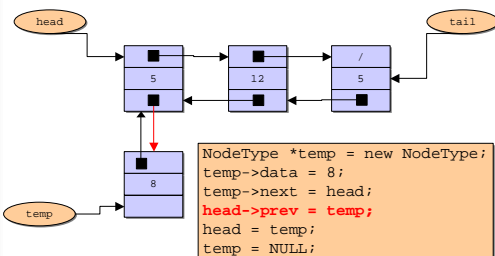 head
tail
/
5
12
5
8
temp
NodeType *temp = new NodeType;
temp->data = 8;
temp->next = head;
head->prev = temp;
head = temp;
temp = NULL;